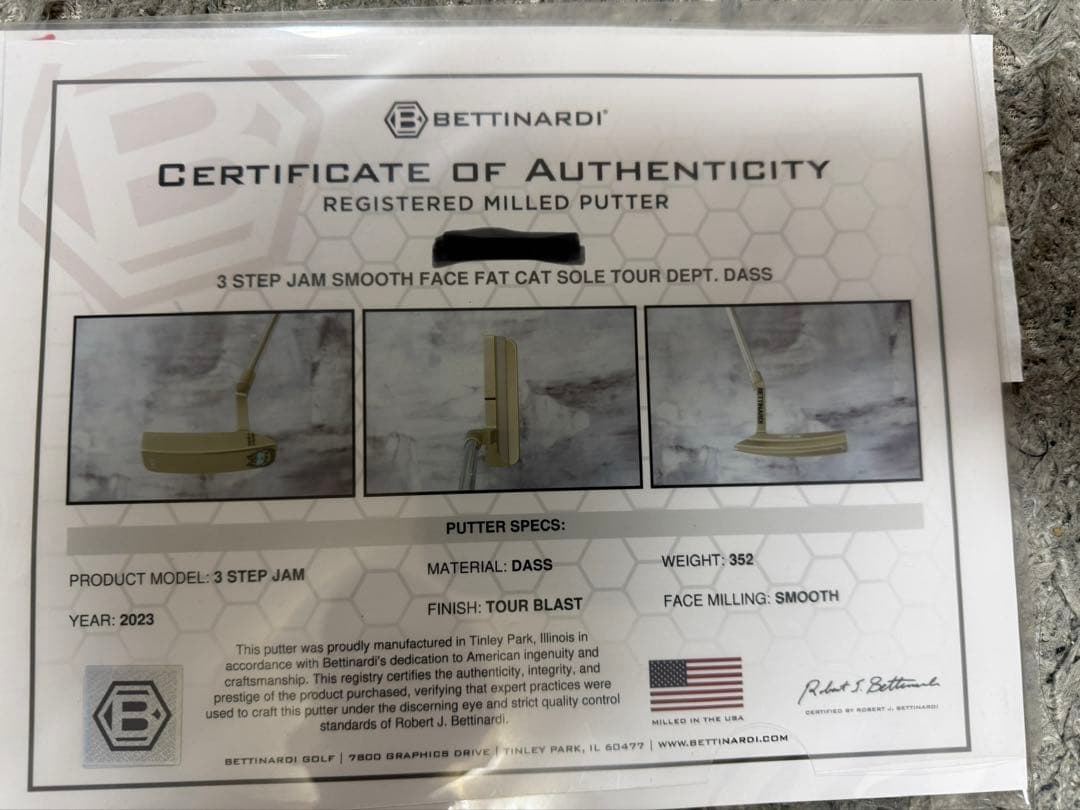 BETTINARDI®
CERTIFICATE OF AUTHENTICITY
REGISTERED MILLED PUTTER
3 STEP JAM SMOOTH FACE FAT CAT SOLE TOUR DEPT. DASS
BETTINARDI
PUTTER SPECS:
PRODUCT MODEL: 3 STEP JAM
MATERIAL: DASS
WEIGHT: 352
YEAR: 2023
FINISH: TOUR BLAST
FACE MILLING: SMOOTH
This putter was proudly manufactured in Tinley Park, Illinois in
accordance with Bettinardi's dedication to American ingenuity and
craftsmanship. This registry certifies the authenticity, integrity, and
prestige of the product purchased, verifying that expert practices were
used to craft this putter under the discerning eye and strict quality control
standards of Robert J. Bettinardi.
B
MILLED IN THE USA
Robert J. Bettinardi
CERTIFIED BY ROBERT J. BETTINARDI
BETTINARDI GOLF | 7800 GRAPHICS DRIVE | TINLEY PARK, IL 60477 | WWW.BETTINARDI.COM